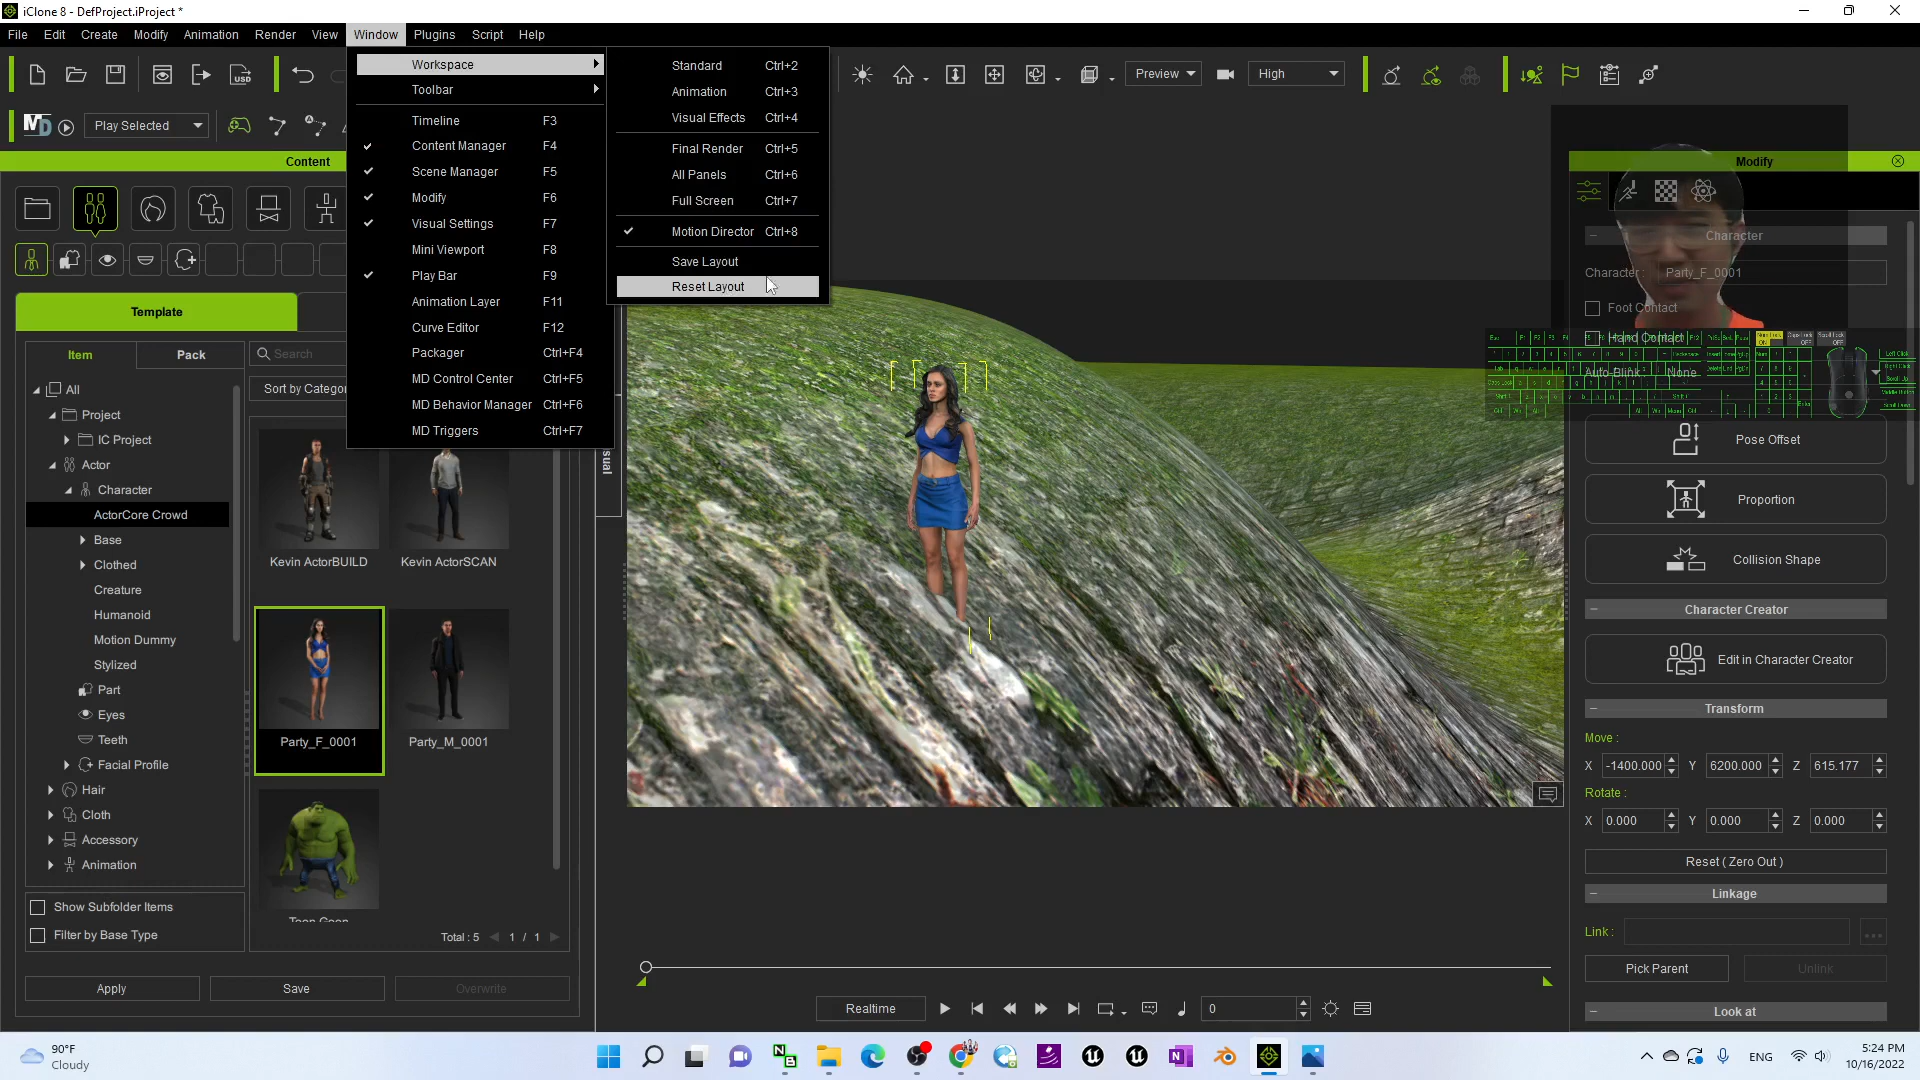 iClone 8 - DefProject.iProject *
File Edit Create Modify Animation Render View Window Plugins Script Help
Workspace
Toolbar
Timeline F3
Content Manager F4
Scene Manager F5
Modify F6
Visual Settings F7
Mini Viewport F8
Play Bar F9
Animation Layer F11
Curve Editor F12
Packager Ctrl+F4
MD Control Center Ctrl+F5
MD Behavior Manager Ctrl+F6
MD Triggers Ctrl+F7
Standard Ctrl+2
Animation Ctrl+3
Visual Effects Ctrl+4
Final Render Ctrl+5
All Panels Ctrl+6
Full Screen Ctrl+7
Motion Director Ctrl+8
Save Layout
Reset Layout
USD
Preview
High
MD
Play Selected
Content
Template
Item
Pack
Search
Sort by Catego
All
Project
IC Project
Actor
Character
ActorCore Crowd
Base
Clothed
Creature
Humanoid
Motion Dummy
Stylized
Part
Eyes
Teeth
Facial Profile
Hair
Cloth
Accessory
Animation
Show Subfolder Items
Filter by Base Type
Kevin ActorBUILD
Kevin ActorSCAN
Party_F_0001
Party_M_0001
Toon Goon
Total : 5 1 / 1
Apply
Save
Overwrite
sual
Realtime
0
Modify
Character
Character : Party_F_0001
Foot Contact
Hand Contact
Auto-Blink : None
Pose Offset
Proportion
Collision Shape
Character Creator
Edit in Character Creator
Transform
Move :
X -1400.000 Y 6200.000 Z 615.177
Rotate :
X 0.000 Y 0.000 Z 0.000
Reset ( Zero Out )
Linkage
Link :
Pick Parent
Unlink
Look at
90°F
Cloudy
ENG
5:24 PM
10/16/2022